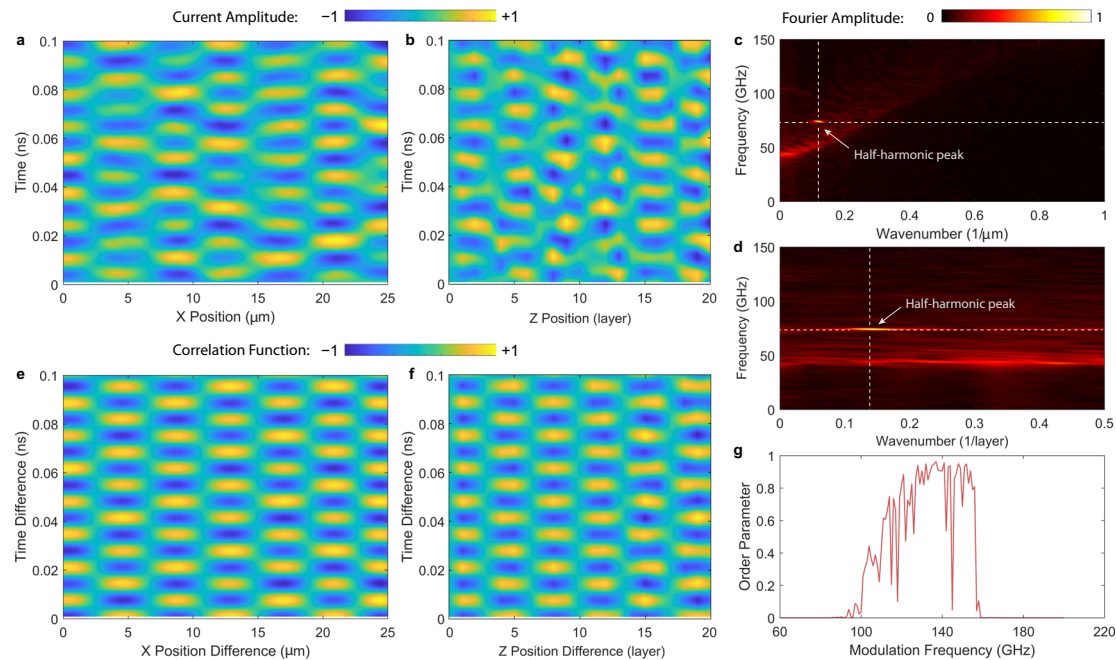 Current Amplitude: −1 +1
Fourier Amplitude: 0 1
a
0.1
0.08
0.06
0.04
0.02
0
Time (ns)
0 5 10 15 20 25
X Position (μm)
b
0.1
0.08
0.06
0.04
0.02
0
Time (ns)
0 5 10 15 20
Z Position (layer)
c
150
100
50
0
Frequency (GHz)
Half-harmonic peak
0 0.2 0.4 0.6 0.8 1
Wavenumber (1/μm)
d
150
100
50
0
Frequency (GHz)
Half-harmonic peak
0 0.1 0.2 0.3 0.4 0.5
Wavenumber (1/layer)
Correlation Function: −1 +1
e
0.1
0.08
0.06
0.04
0.02
0
Time Difference (ns)
0 5 10 15 20 25
X Position Difference (μm)
f
0.1
0.08
0.06
0.04
0.02
0
Time Difference (ns)
0 5 10 15 20
Z Position Difference (layer)
g
1
0.8
0.6
0.4
0.2
0
Order Parameter
60 100 140 180 220
Modulation Frequency (GHz)